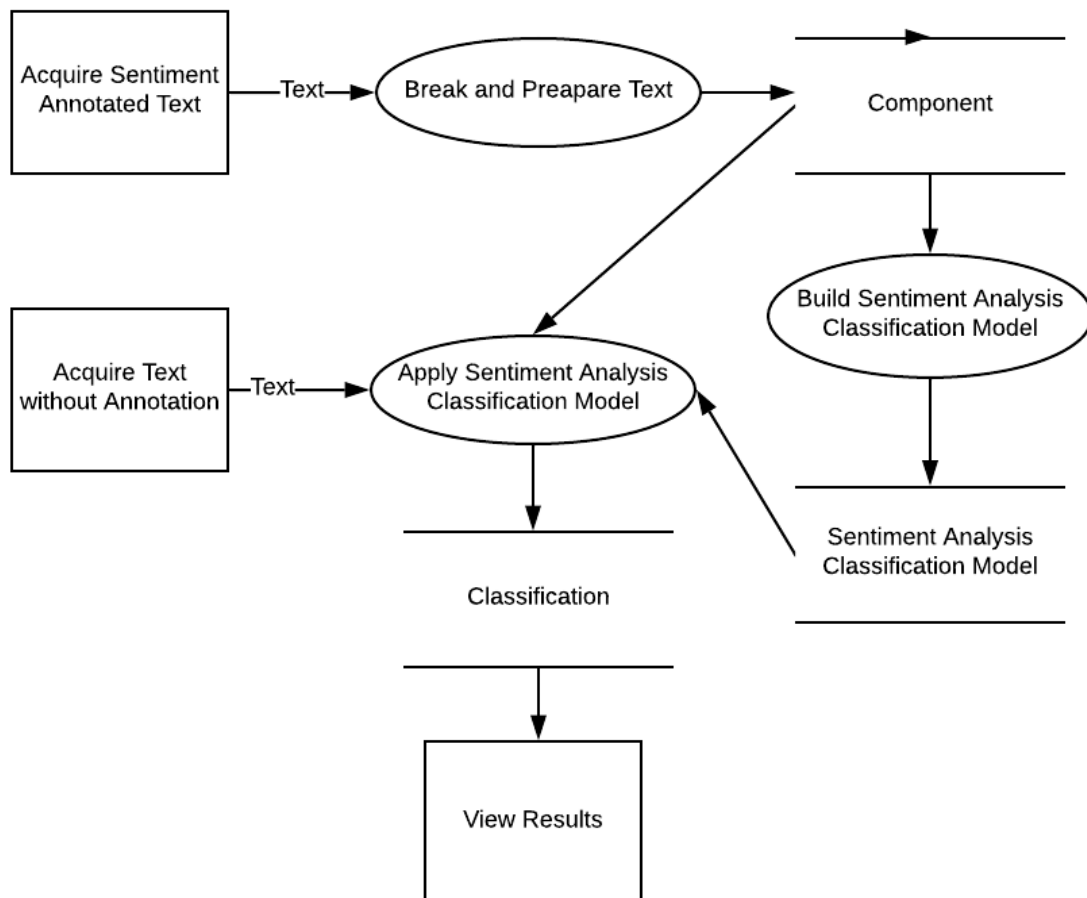 Acquire Sentiment
Annotated Text
Text
Break and Preapare Text
Component
Build Sentiment Analysis
Classification Model
Acquire Text
without Annotation
Text
Apply Sentiment Analysis
Classification Model
Sentiment Analysis
Classification Model
Classification
View Results